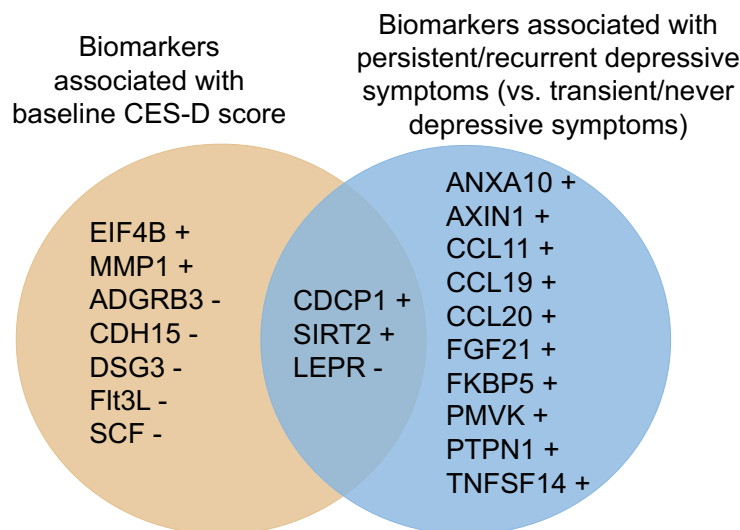 Biomarkers
associated with
baseline CES-D score
Biomarkers associated with
persistent/recurrent depressive
symptoms (vs. transient/never
depressive symptoms)
EIF4B +
MMP1 +
ADGRB3 -
CDH15 -
DSG3 -
Flt3L -
SCF -
CDCP1 +
SIRT2 +
LEPR -
ANXA10 +
AXIN1 +
CCL11 +
CCL19 +
CCL20 +
FGF21 +
FKBP5 +
PMVK +
PTPN1 +
TNFSF14 +